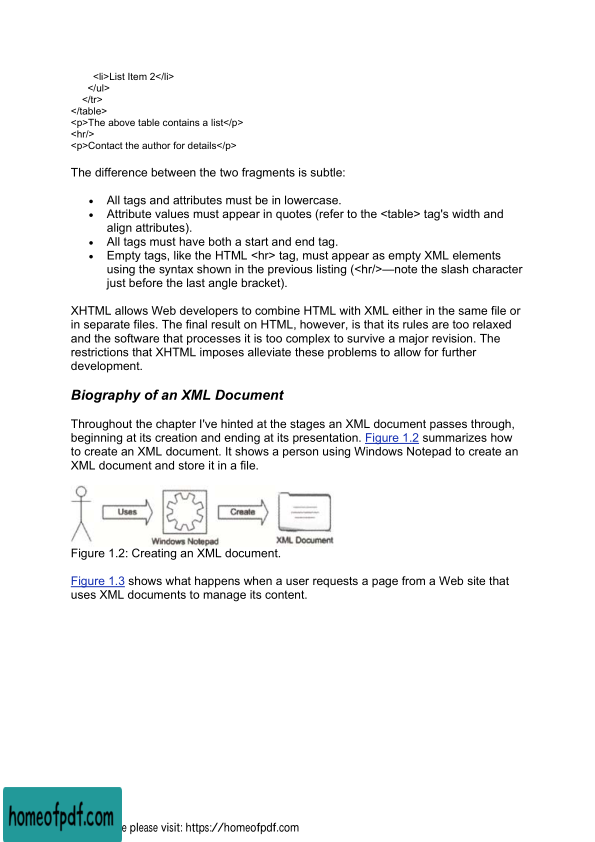 <li>List Item 2</li>
</ul>
</tr>
</table>
<p>The above table contains a list</p>
<hr/>
<p>Contact the author for details</p>
The difference between the two fragments is subtle:
• All tags and attributes must be in lowercase.
• Attribute values must appear in quotes (refer to the <table> tag's width and
align attributes).
• All tags must have both a start and end tag.
• Empty tags, like the HTML <hr> tag, must appear as empty XML elements
using the syntax shown in the previous listing (<hr/>—note the slash character
just before the last angle bracket).
XHTML allows Web developers to combine HTML with XML either in the same file or
in separate files. The final result on HTML, however, is that its rules are too relaxed
and the software that processes it is too complex to survive a major revision. The
restrictions that XHTML imposes alleviate these problems to allow for further
development.
Biography of an XML Document
Throughout the chapter I've hinted at the stages an XML document passes through,
beginning at its creation and ending at its presentation. Figure 1.2 summarizes how
to create an XML document. It shows a person using Windows Notepad to create an
XML document and store it in a file.
Uses
Create
Windows Notepad
XML Document
Figure 1.2: Creating an XML document.
Figure 1.3 shows what happens when a user requests a page from a Web site that
uses XML documents to manage its content.
homeofpdf.com
e please visit: https://homeofpdf.com